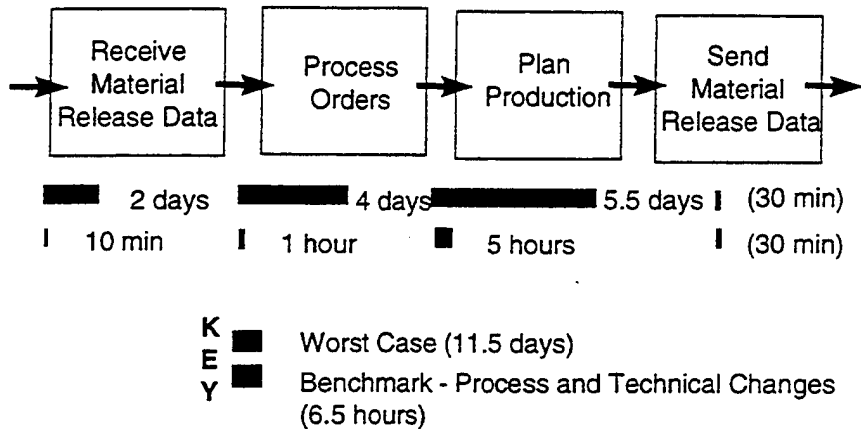 Receive
Material
Release Data
Process
Orders
Plan
Production
Send
Material
Release Data
2 days
4 days
5.5 days
(30 min)
10 min
1 hour
5 hours
(30 min)
K
E
Y
Worst Case (11.5 days)
Benchmark - Process and Technical Changes
(6.5 hours)